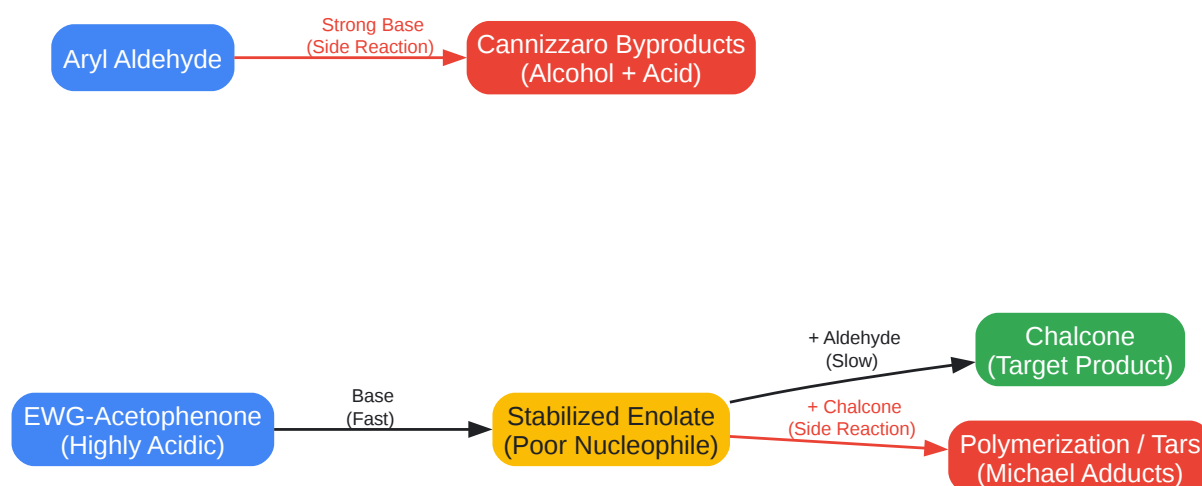 Aryl Aldehyde
Strong Base
(Side Reaction)
Cannizzaro Byproducts
(Alcohol + Acid)
EWG-Acetophenone
(Highly Acidic)
Base
(Fast)
Stabilized Enolate
(Poor Nucleophile)
+ Aldehyde
(Slow)
Chalcone
(Target Product)
+ Chalcone
(Side Reaction)
Polymerization / Tars
(Michael Adducts)